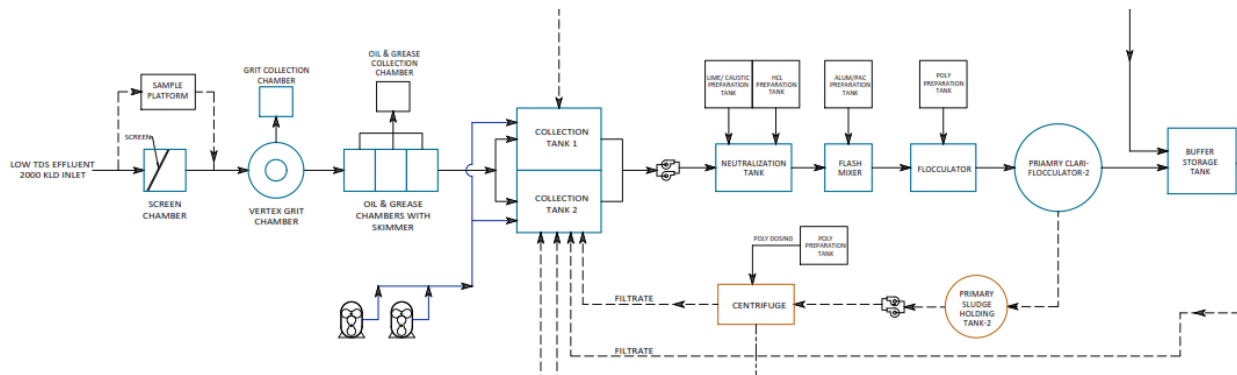 OIL & GREASE
COLLECTION
CHAMBER
GRIT COLLECTION
CHAMBER
SAMPLE
PLATFORM
SCREEN
LOW TDS EFFLUENT
2000 KLD INLET
SCREEN
CHAMBER
VERTEX GRIT
CHAMBER
OIL & GREASE
CHAMBERS WITH
SKIMMER
COLLECTION
TANK 1
COLLECTION
TANK 2
LIME/ CAUSTIC
PREPARATION
TANK
HCL
PREPARATION
TANK
ALUM/PAC
PREPARATION
TANK
POLY
PREPARATION
TANK
NEUTRALIZATION
TANK
FLASH
MIXER
FLOCCULATOR
PRIAMRY CLARI-
FLOCCULATOR-2
BUFFER
STORAGE
TANK
POLY DOSING
POLY
PREPARATION
TANK
FILTRATE
CENTRIFUGE
PRIMARY
SLUDGE
HOLDING
TANK-2
FILTRATE